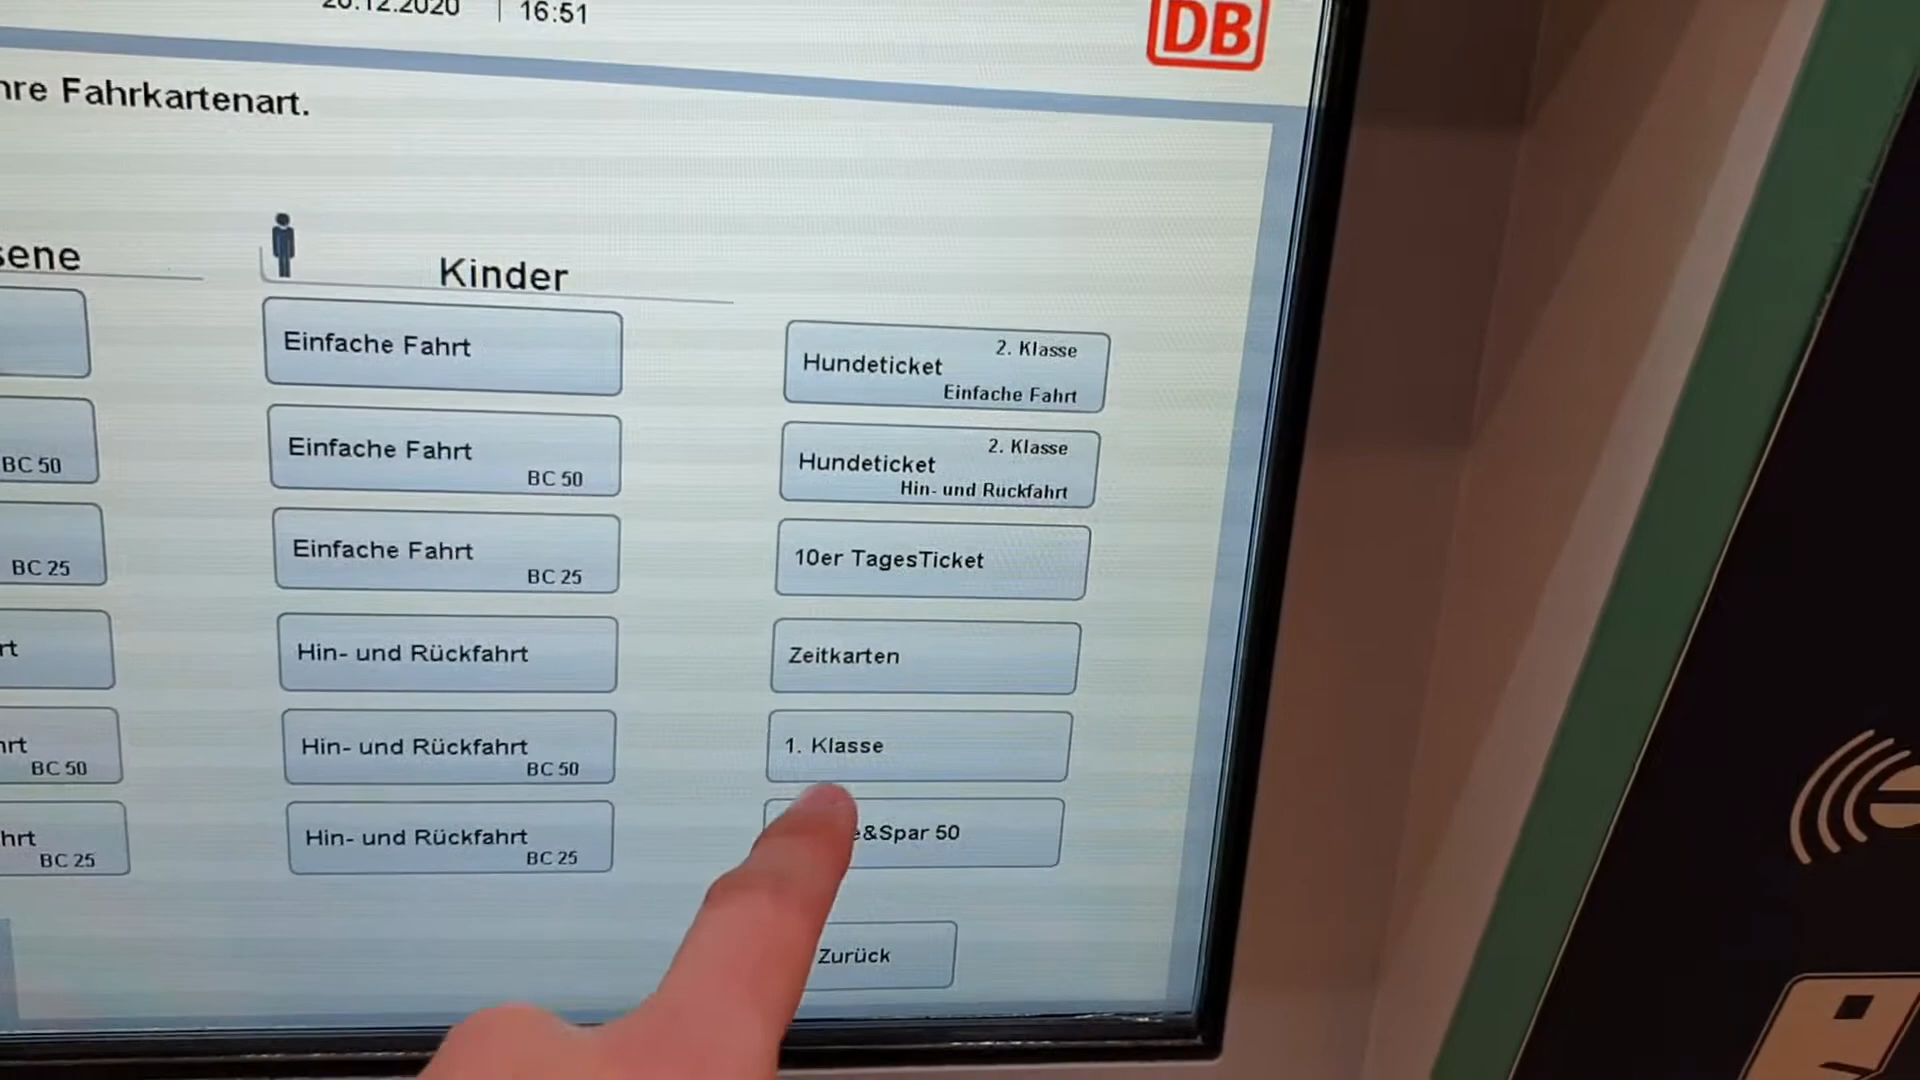 16:51
DB
Fahrkartenart.
Kinder
Einfache Fahrt
Einfache Fahrt
BC 50
Einfache Fahrt
BC 25
Hin- und Rückfahrt
Hin- und Rückfahrt
BC 50
Hin- und Rückfahrt
BC 25
BC 50
BC 25
BC 50
BC 25
2. Klasse
Hundeticket
Einfache Fahrt
2. Klasse
Hundeticket
Hin- und Rückfahrt
10er TagesTicket
Zeitkarten
1. Klasse
&Spar 50
Zurück